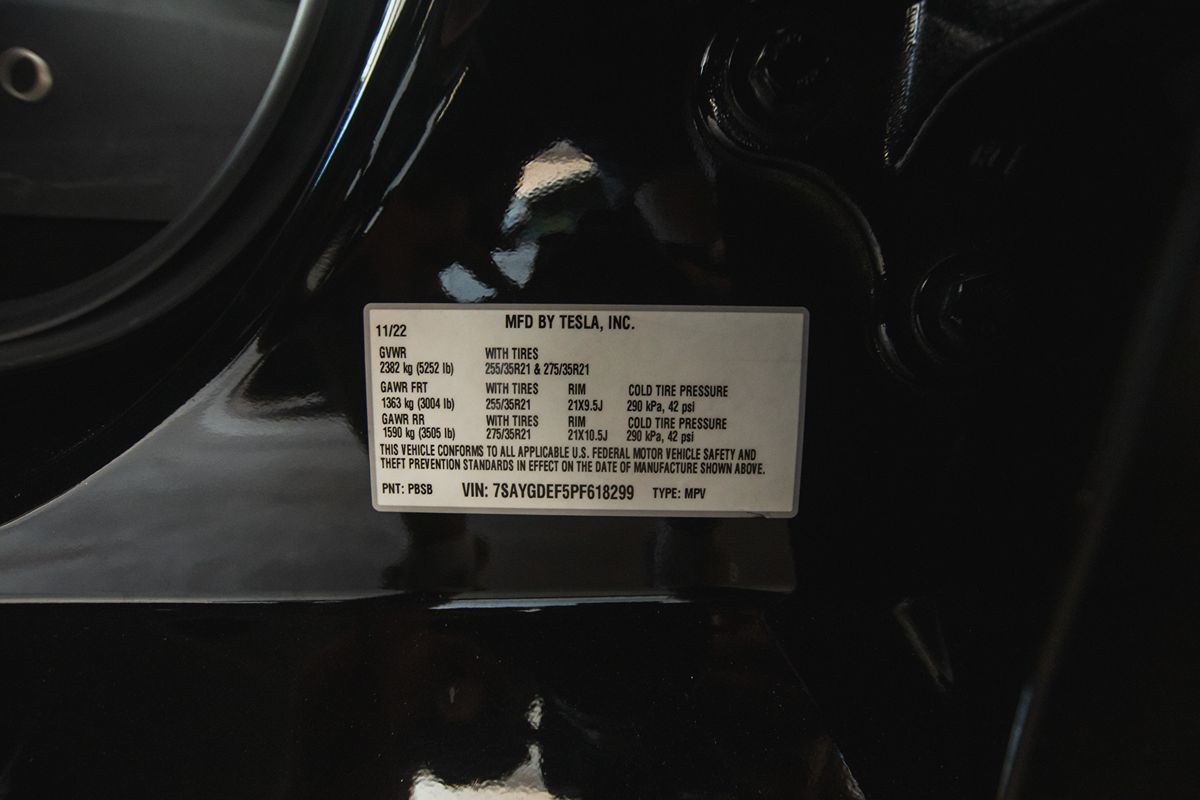 MFD BY TESLA, INC.
11/22
GVWR WITH TIRES
2382 kg (5252 lb) 255/35R21 & 275/35R21
GAWR FRT WITH TIRES RIM COLD TIRE PRESSURE
1363 kg (3004 lb) 255/35R21 21X9.5J 290 kPa, 42 psi
GAWR RR WITH TIRES RIM COLD TIRE PRESSURE
1590 kg (3505 lb) 275/35R21 21X10.5J 290 kPa, 42 psi
THIS VEHICLE CONFORMS TO ALL APPLICABLE U.S. FEDERAL MOTOR VEHICLE SAFETY AND
THEFT PREVENTION STANDARDS IN EFFECT ON THE DATE OF MANUFACTURE SHOWN ABOVE.
PNT: PBSB VIN: 7SAYGDEF5PF618299 TYPE: MPV